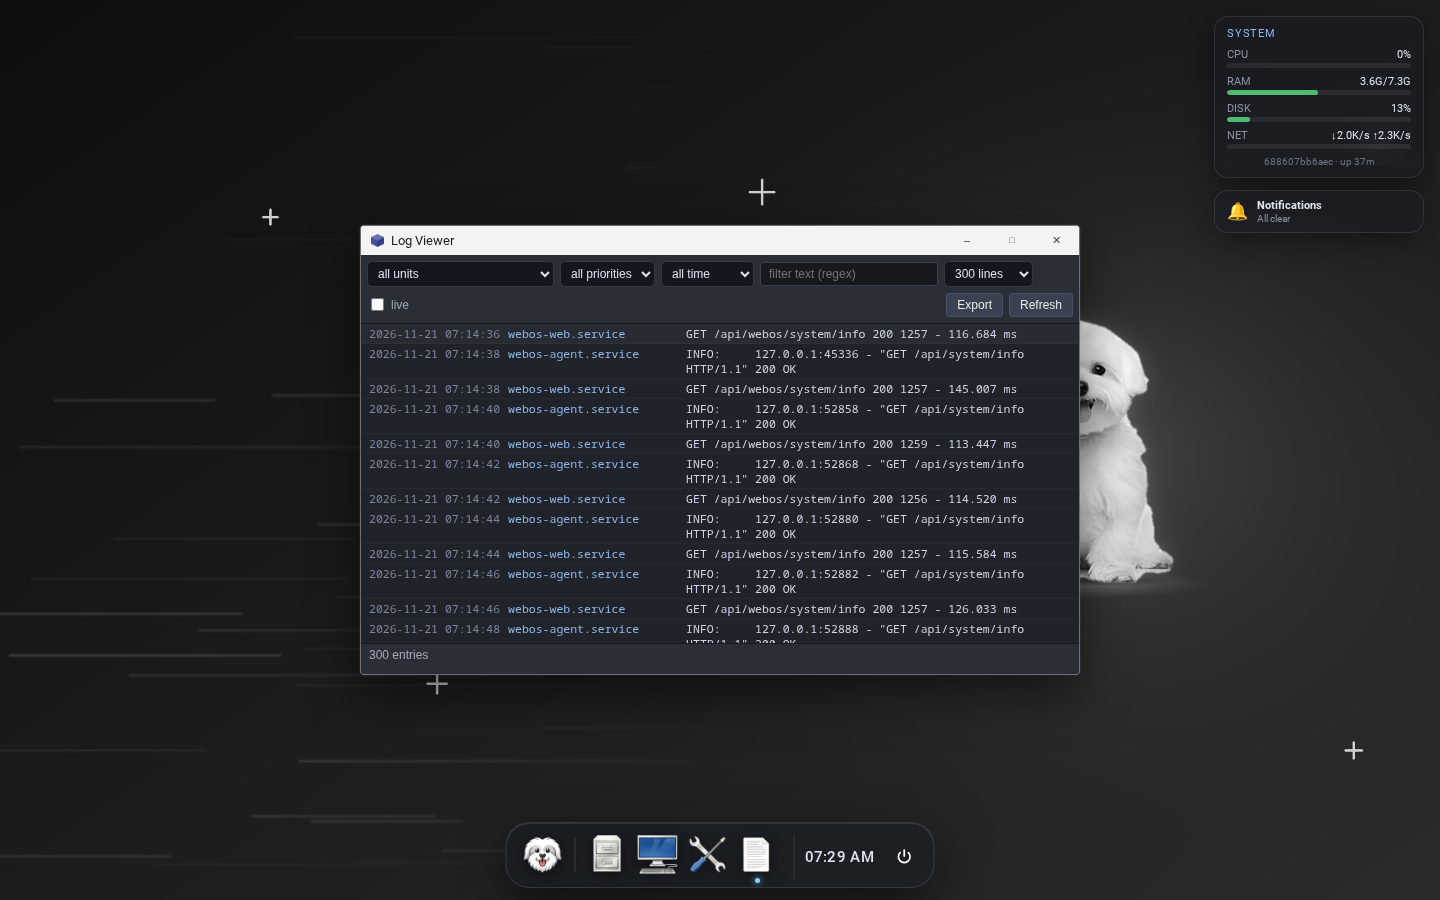 SYSTEM
CPU 0%
RAM 3.6G/7.3G
DISK 13%
NET ↓2.0K/s ↑2.3K/s
688607bb6aec · up 37m
Notifications
All clear
Log Viewer
all units all priorities all time filter text (regex) 300 lines
live Export Refresh
2026-11-21 07:14:36 webos-web.service GET /api/webos/system/info 200 1257 - 116.684 ms
2026-11-21 07:14:38 webos-agent.service INFO: 127.0.0.1:45336 - "GET /api/system/info
HTTP/1.1" 200 OK
2026-11-21 07:14:38 webos-web.service GET /api/webos/system/info 200 1257 - 145.007 ms
2026-11-21 07:14:40 webos-agent.service INFO: 127.0.0.1:52858 - "GET /api/system/info
HTTP/1.1" 200 OK
2026-11-21 07:14:40 webos-web.service GET /api/webos/system/info 200 1259 - 113.447 ms
2026-11-21 07:14:42 webos-agent.service INFO: 127.0.0.1:52868 - "GET /api/system/info
HTTP/1.1" 200 OK
2026-11-21 07:14:42 webos-web.service GET /api/webos/system/info 200 1256 - 114.520 ms
2026-11-21 07:14:44 webos-agent.service INFO: 127.0.0.1:52880 - "GET /api/system/info
HTTP/1.1" 200 OK
2026-11-21 07:14:44 webos-web.service GET /api/webos/system/info 200 1257 - 115.584 ms
2026-11-21 07:14:46 webos-agent.service INFO: 127.0.0.1:52882 - "GET /api/system/info
HTTP/1.1" 200 OK
2026-11-21 07:14:46 webos-web.service GET /api/webos/system/info 200 1257 - 126.033 ms
2026-11-21 07:14:48 webos-agent.service INFO: 127.0.0.1:52888 - "GET /api/system/info
HTTP/1.1" 200 OK
300 entries
07:29 AM